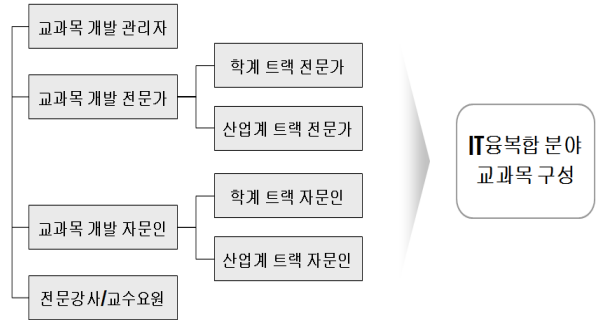 교과목 개발 관리자
교과목 개발 전문가
학계 트랙 전문가
산업계 트랙 전문가
교과목 개발 자문인
학계 트랙 자문인
산업계 트랙 자문인
전문강사/교수요원
IT융복합 분야
교과목 구성